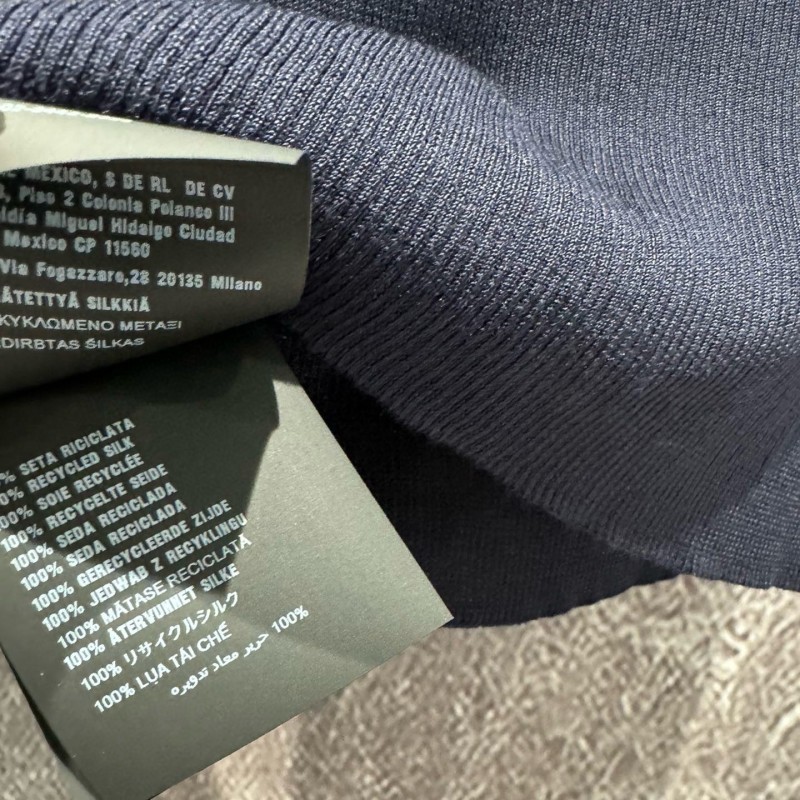 MEXICO, S DE RL DE CV
Piso 2 Colonia Polanco III
Miguel Hidalgo Ciudad
Mexico CP 11560
Via Fogazzaro,28 20135 Milano
ÄTETTYÄ SILKKIÄ
ΚΥΚΛΩΜΕΝΟ ΜΕΤΑΞΙ
DIRBTAS ŠILKAS
% SETA RICICLATA
0% RECYCLED SILK
00% SOIE RECYCLÉE
100% RECYCELTE SEIDE
100% SEDA RECICLADA
100% SEDA RECICLADA
100% GERECYCLEERDE ZIJDE
100% JEDWAB Z RECYKLINGU
100% MĂTASE RECICLATĂ
100% ÅTERVUNNET SILKE
100% リサイクルシルク
100% LỤA TÁI CHẾ
100% حرير معاد تدويره